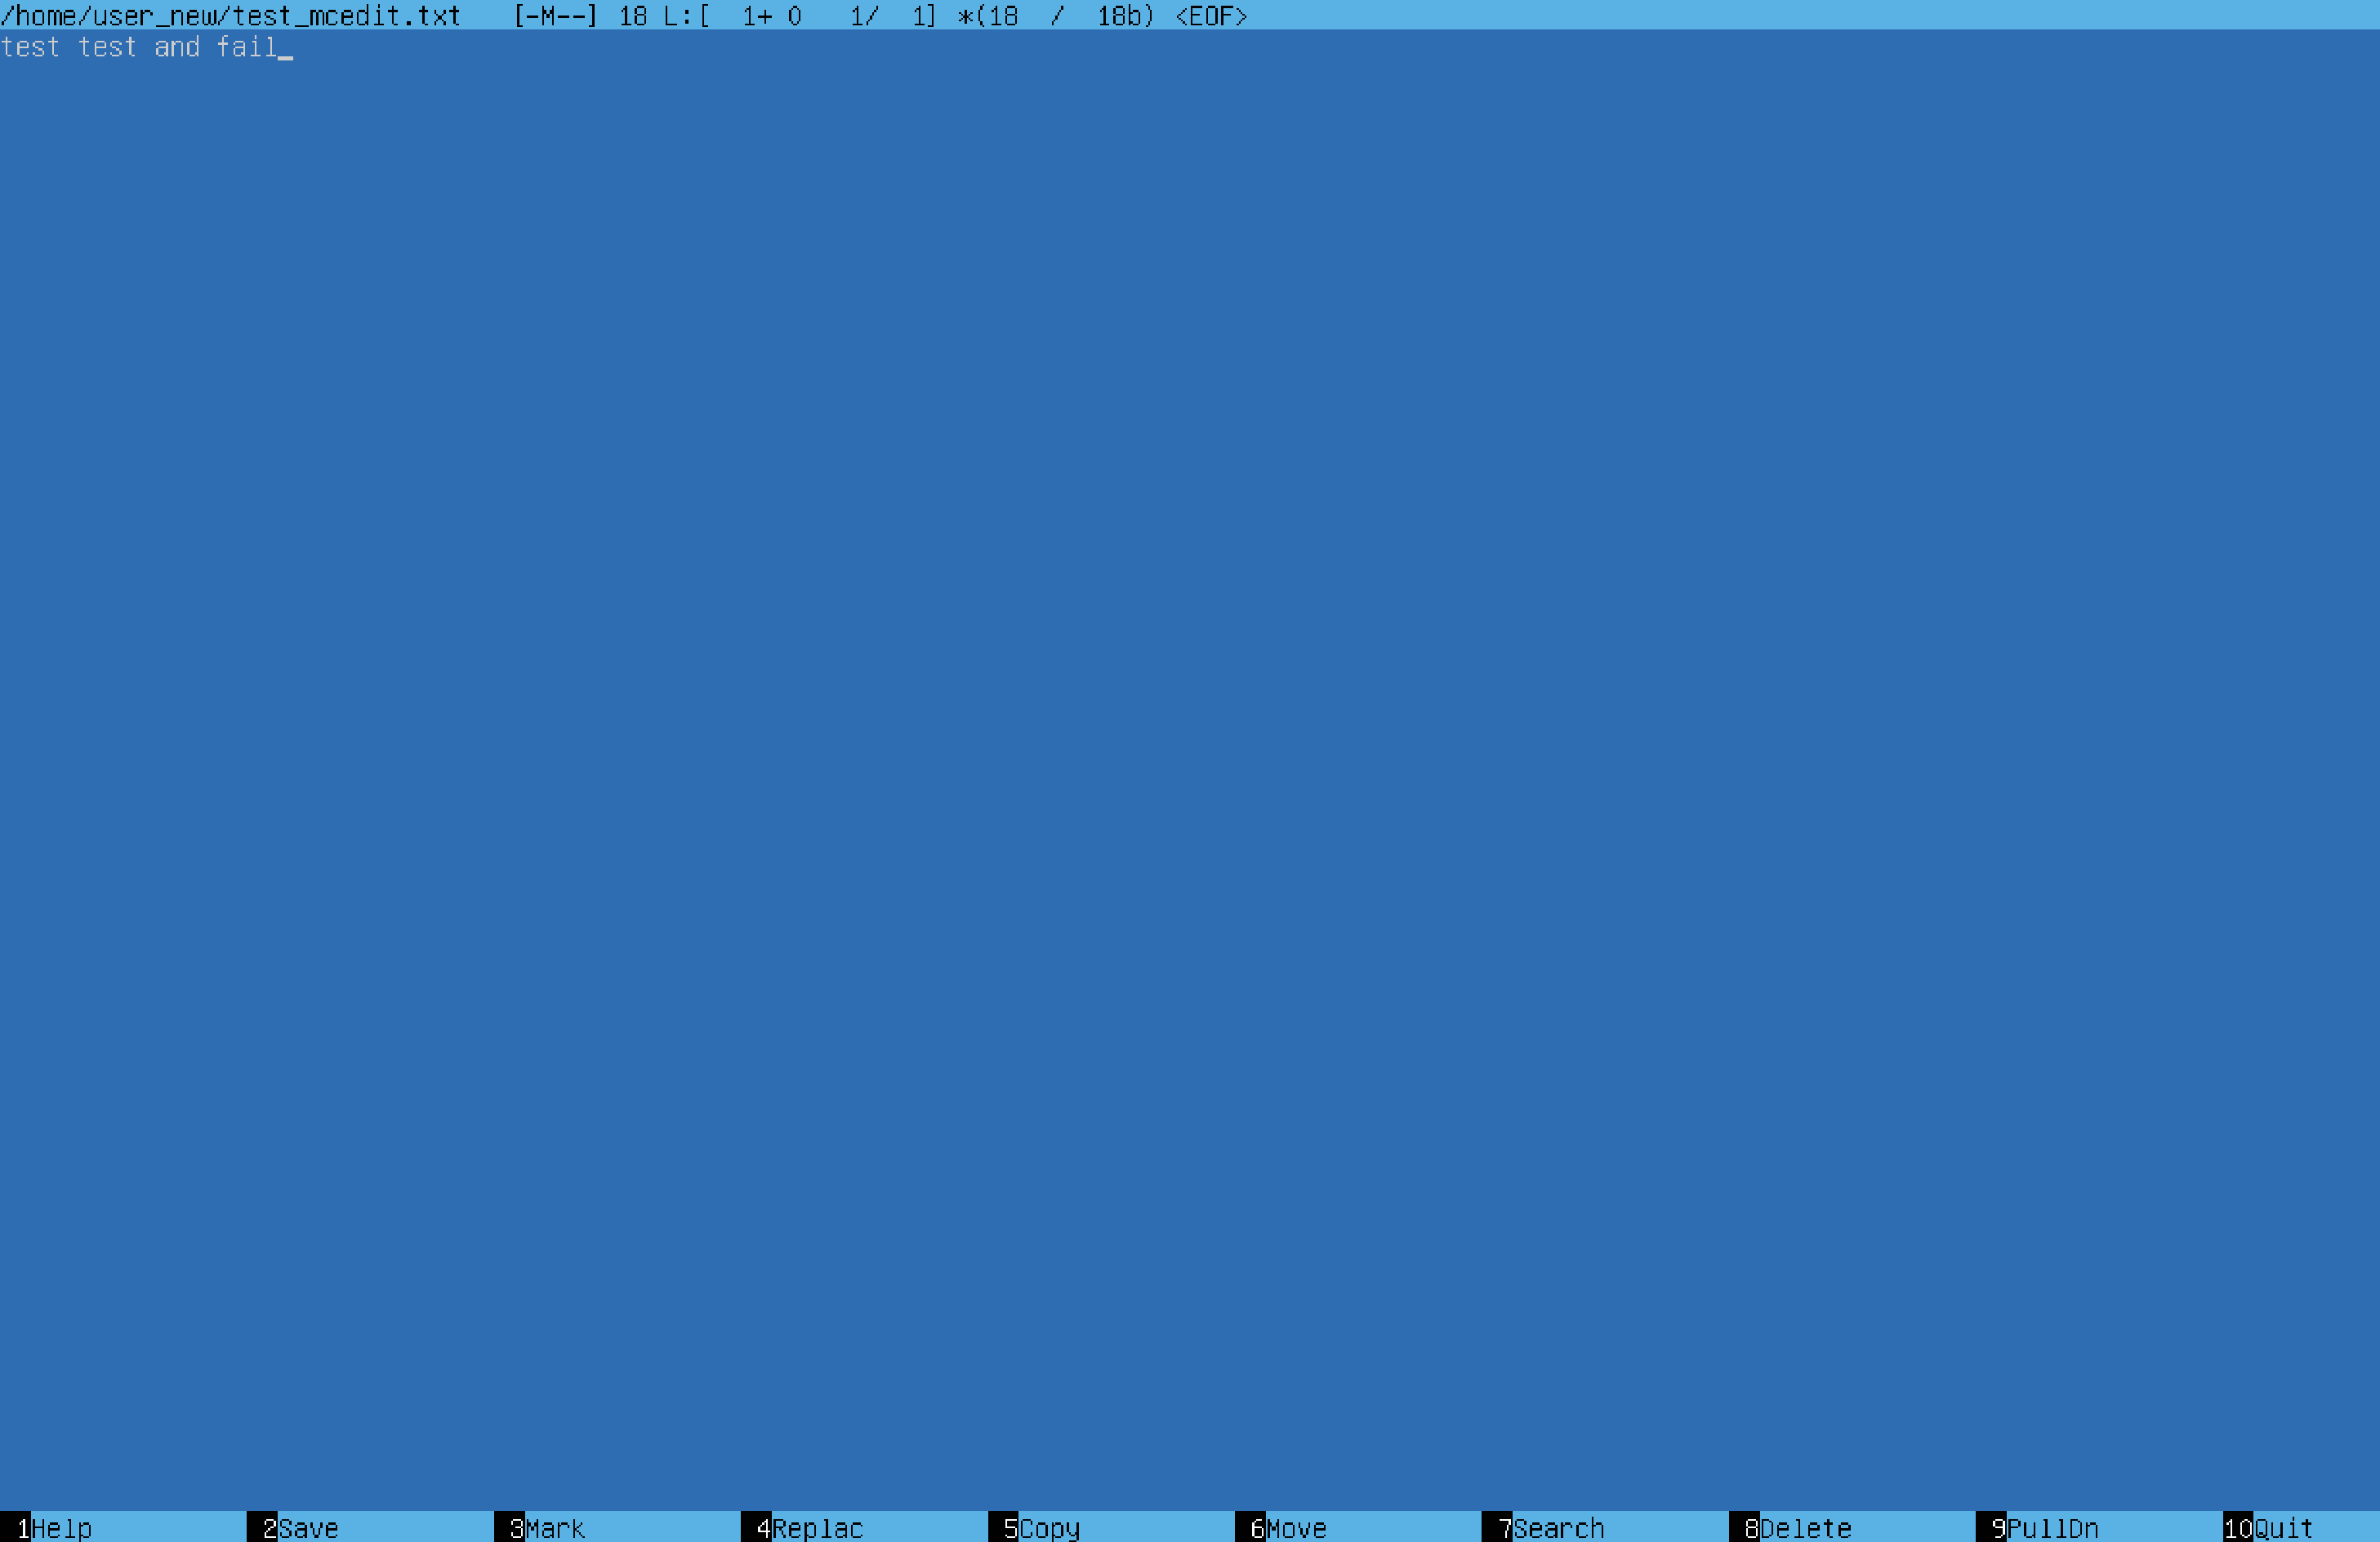 /home/user_new/test_mcedit.txt   [-M--] 18 L:[  1+ 0   1/  1] *(18  /  18b) <EOF>
test test and fail_
1Help 2Save 3Mark 4Replac 5Copy 6Move 7Search 8Delete 9PullDn 10Quit